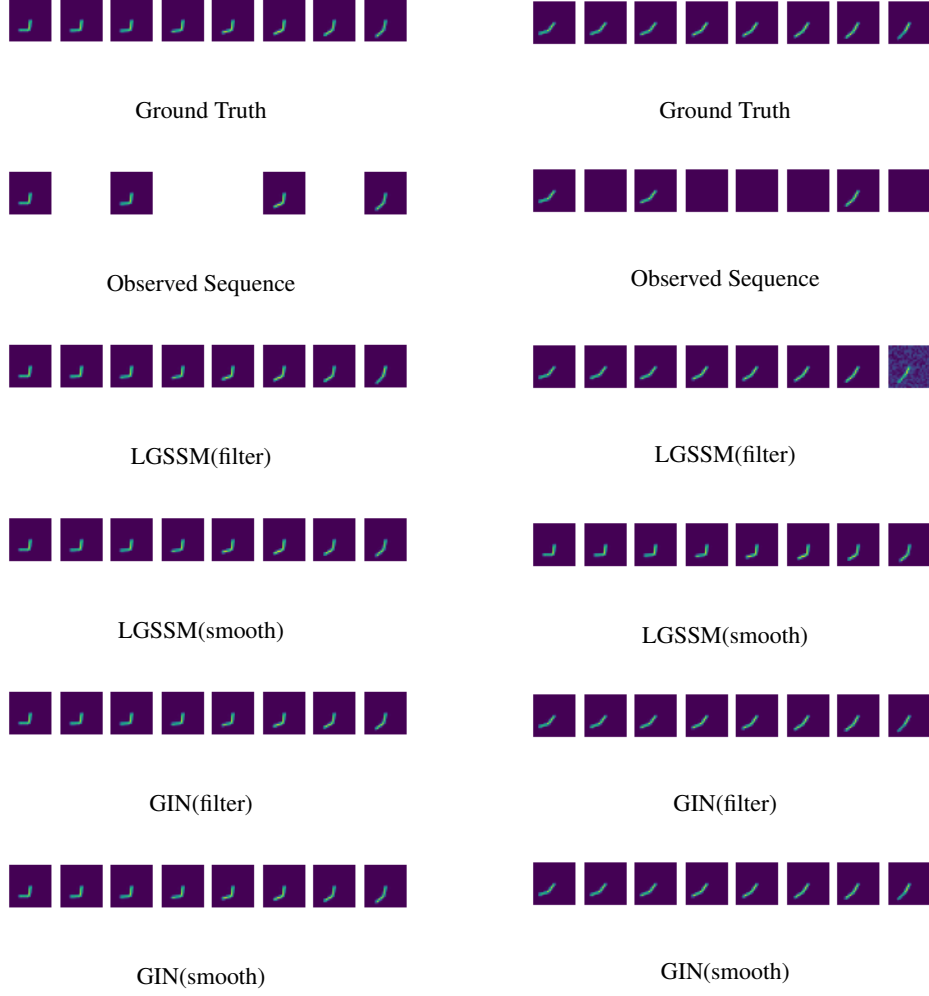 Ground Truth
Ground Truth
Observed Sequence
Observed Sequence
LGSSM(filter)
LGSSM(filter)
LGSSM(smooth)
LGSSM(smooth)
GIN(filter)
GIN(filter)
GIN(smooth)
GIN(smooth)